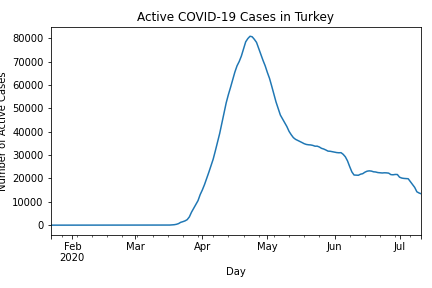 Active COVID-19 Cases in Turkey
Number of Active Cases
80000
70000
60000
50000
40000
30000
20000
10000
0
Feb Mar Apr May Jun Jul
2020
Day